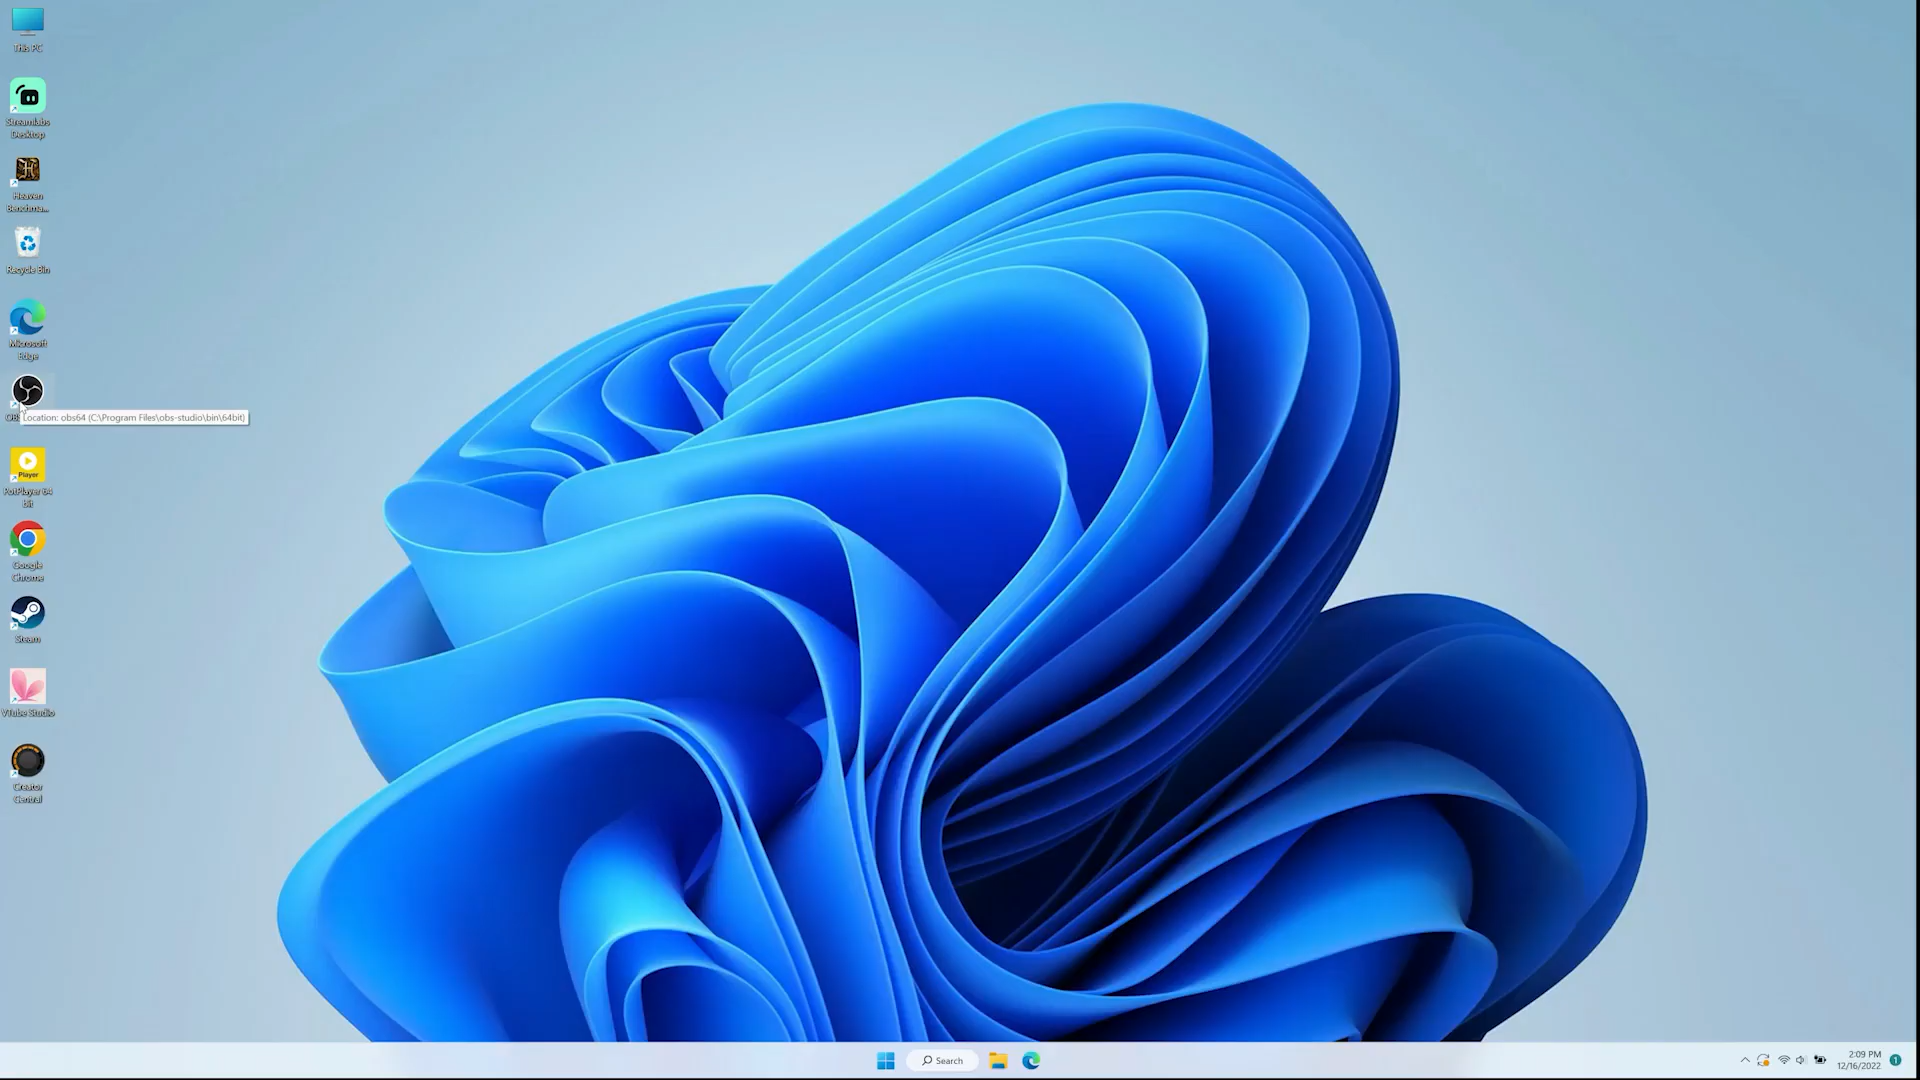 This PC
Streamlabs
Desktop
Heaven
Benchma...
Recycle Bin
Microsoft
Edge
Location: obs64 (C:\Program Files\obs-studio\bin\64bit)
Player
PotPlayer 64
bit
Google
Chrome
Steam
VTube Studio
Creator
Central
Search
2:09 PM
12/16/2022
1